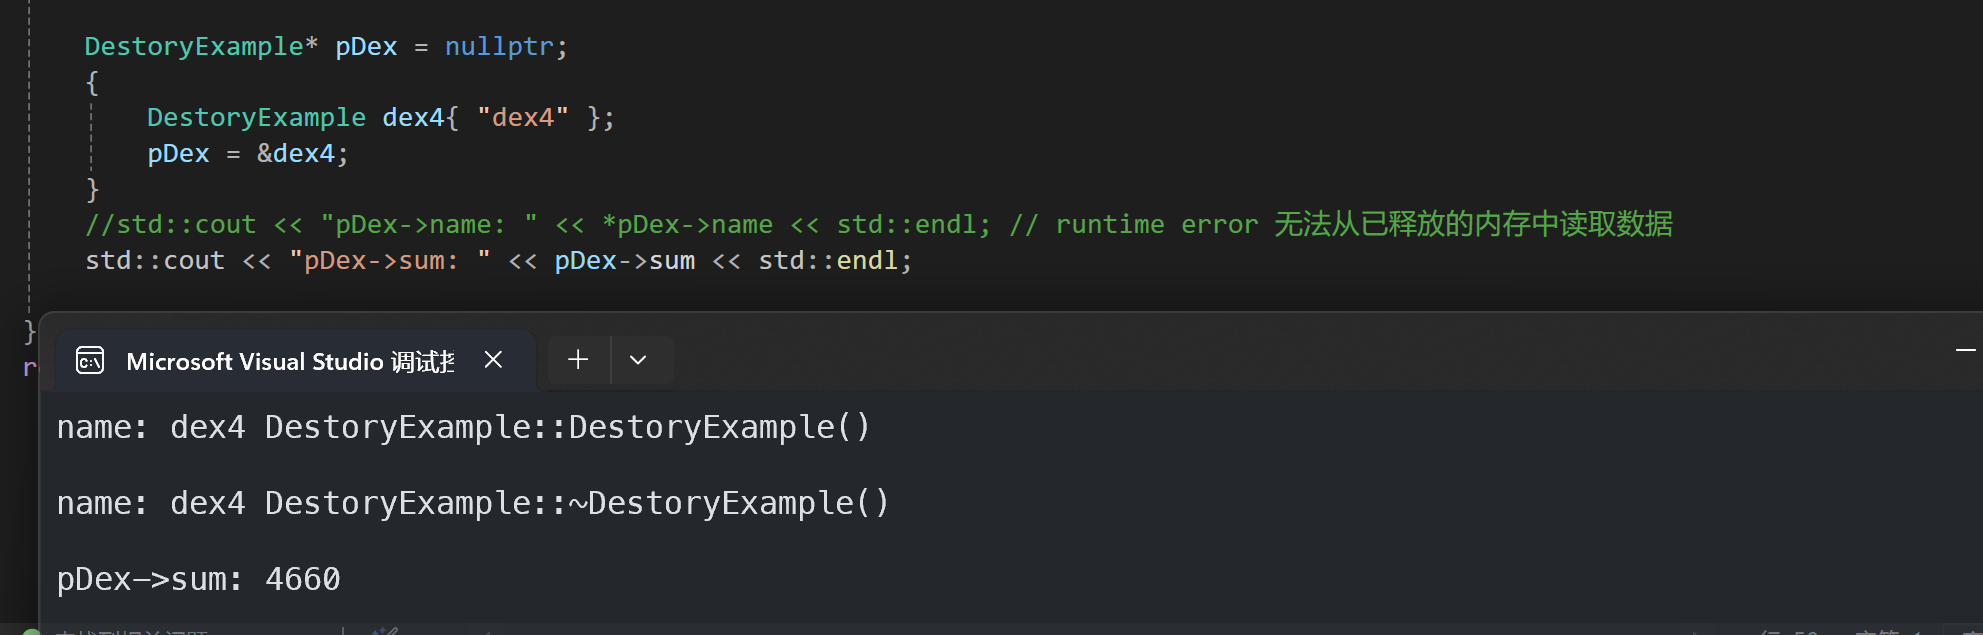 DestoryExample* pDex = nullptr;
{
DestoryExample dex4{ "dex4" };
pDex = &dex4;
}
//std::cout << "pDex->name: " << *pDex->name << std::endl; // runtime error 无法从已释放的内存中读取数据
std::cout << "pDex->sum: " << pDex->sum << std::endl;
}
r
Microsoft Visual Studio 调试控
name: dex4 DestoryExample::DestoryExample()
name: dex4 DestoryExample::~DestoryExample()
pDex->sum: 4660